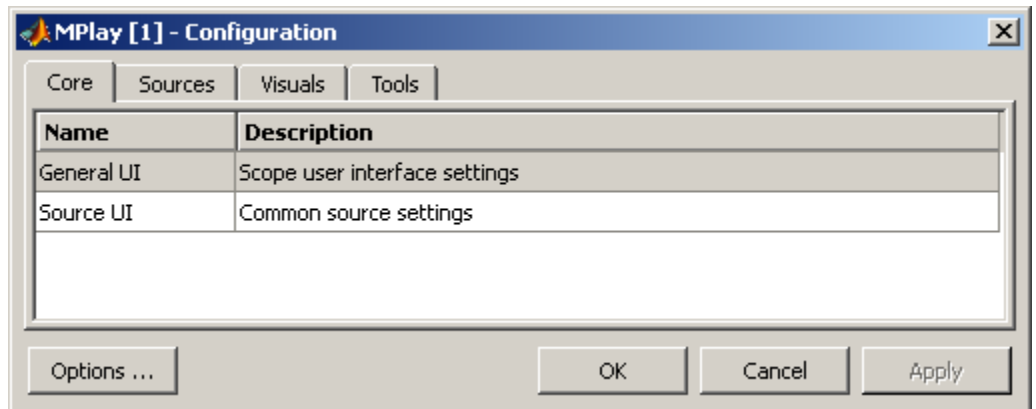 MPlay [1] - Configuration
Core Sources Visuals Tools
Name Description
General UI Scope user interface settings
Source UI Common source settings
Options ... OK Cancel Apply